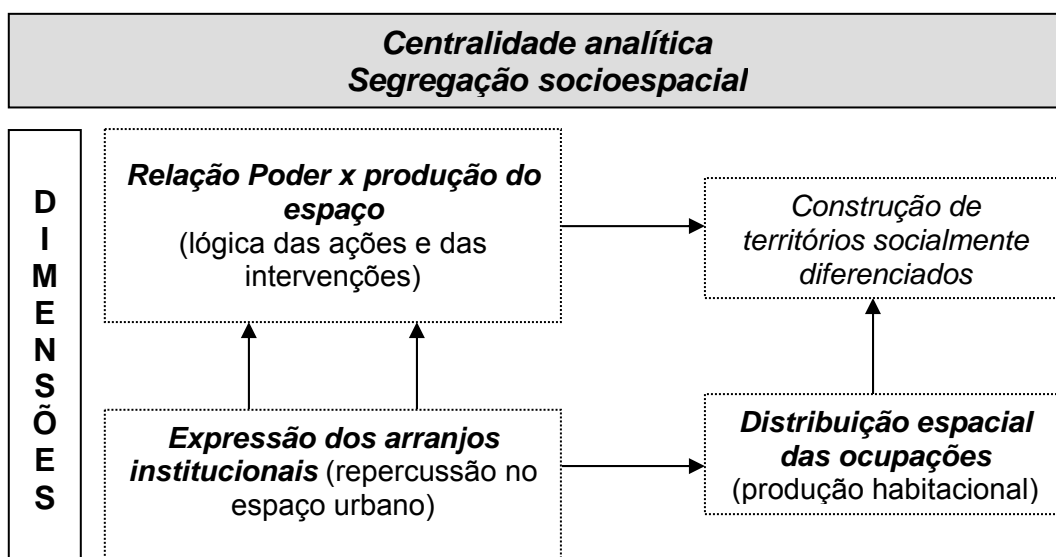 Centralidade analítica
Segregação socioespacial
D
I
M
E
N
S
Õ
E
S
Relação Poder x produção do
espaço
(lógica das ações e das
intervenções)
Construção de
territórios socialmente
diferenciados
Expressão dos arranjos
institucionais (repercussão no
espaço urbano)
Distribuição espacial
das ocupações
(produção habitacional)